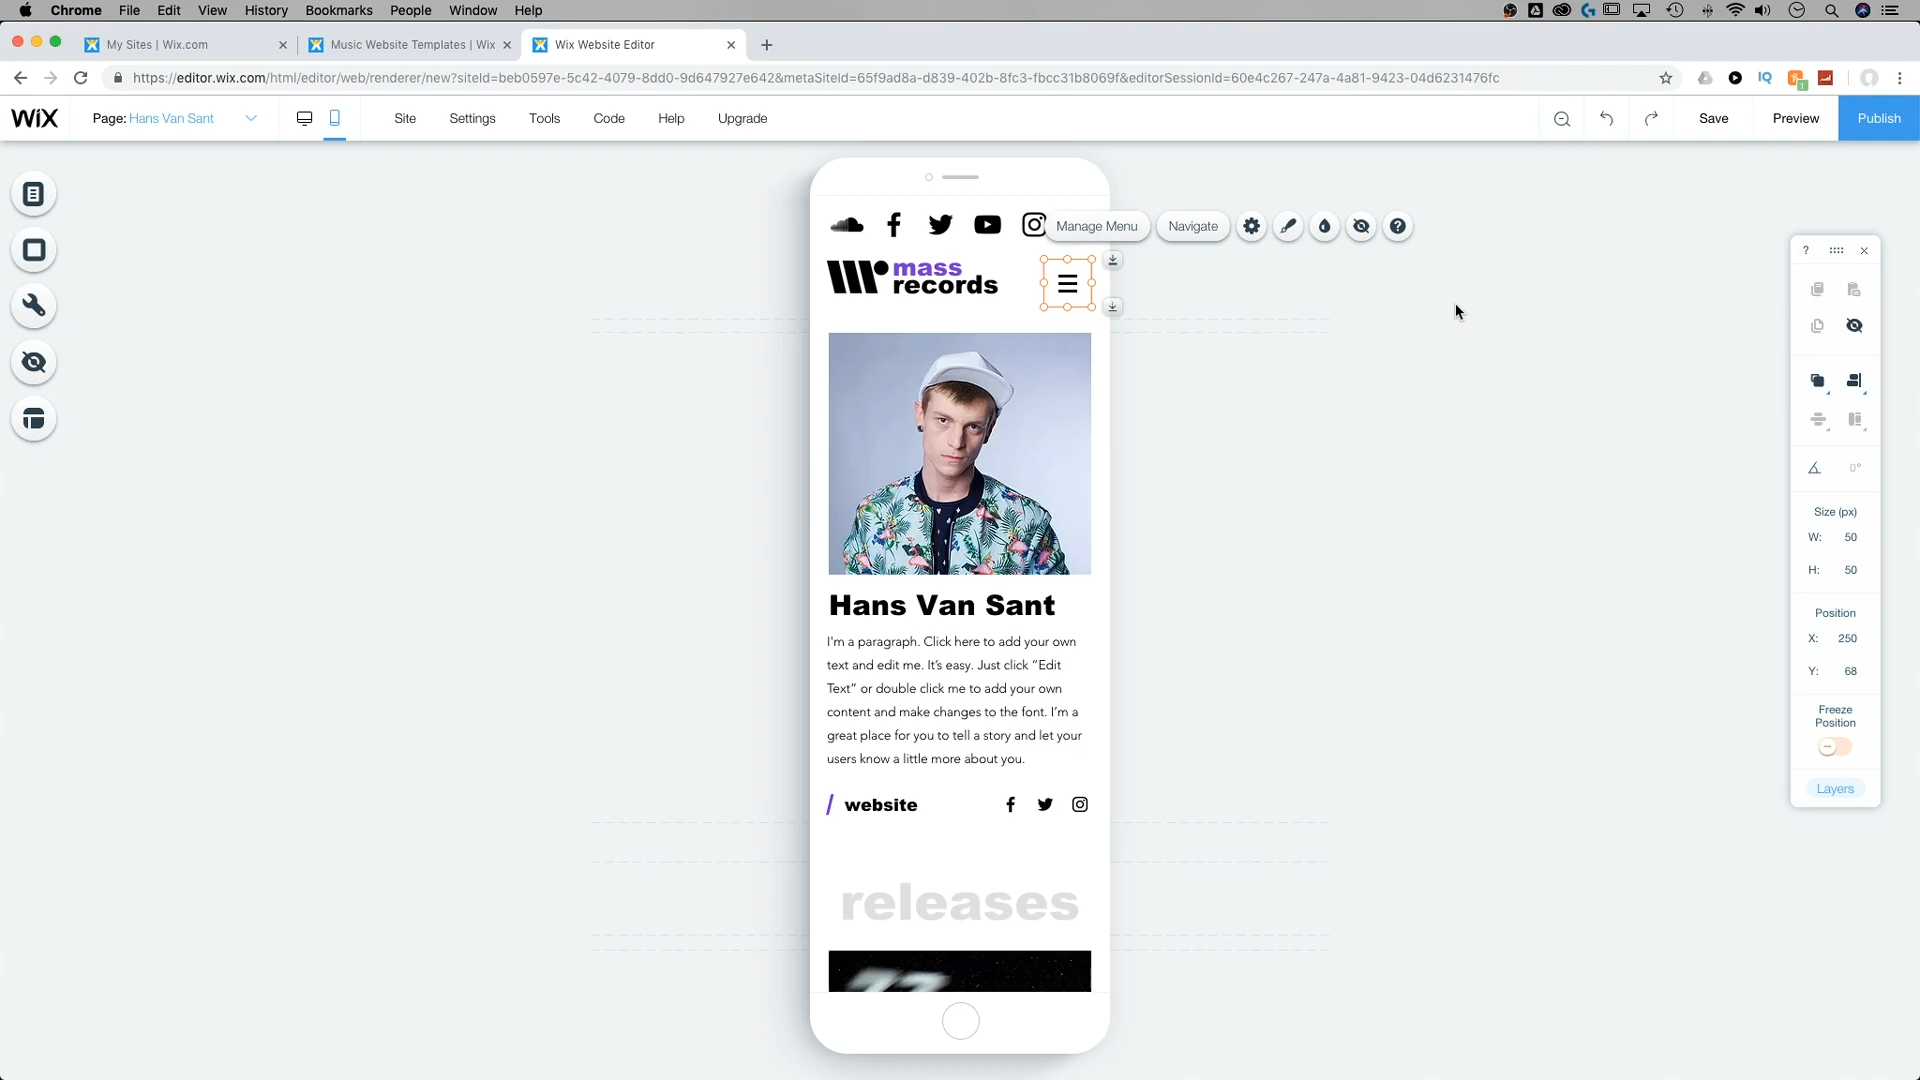 Chrome File Edit View History Bookmarks People Window Help
My Sites | Wix.com
Music Website Templates | Wix
Wix Website Editor
https://editor.wix.com/html/editor/web/renderer/new?siteId=beb0597e-5c42-4079-8dd0-9d647927e642&metaSiteId=65f9ad8a-d839-402b-8fc3-fbcc31b8069f&editorSessionId=60e4c267-247a-4a81-9423-04d6231476fc
IQ
1
WiX Page: Hans Van Sant Site Settings Tools Code Help Upgrade Save Preview Publish
Manage Menu Navigate ?
mass
records
?
0°
Size (px)
W: 50
H: 50
Position
X: 250
Y: 68
Freeze
Position
Layers
Hans Van Sant
I'm a paragraph. Click here to add your own
text and edit me. It's easy. Just click “Edit
Text” or double click me to add your own
content and make changes to the font. I'm a
great place for you to tell a story and let your
users know a little more about you.
/ website
releases